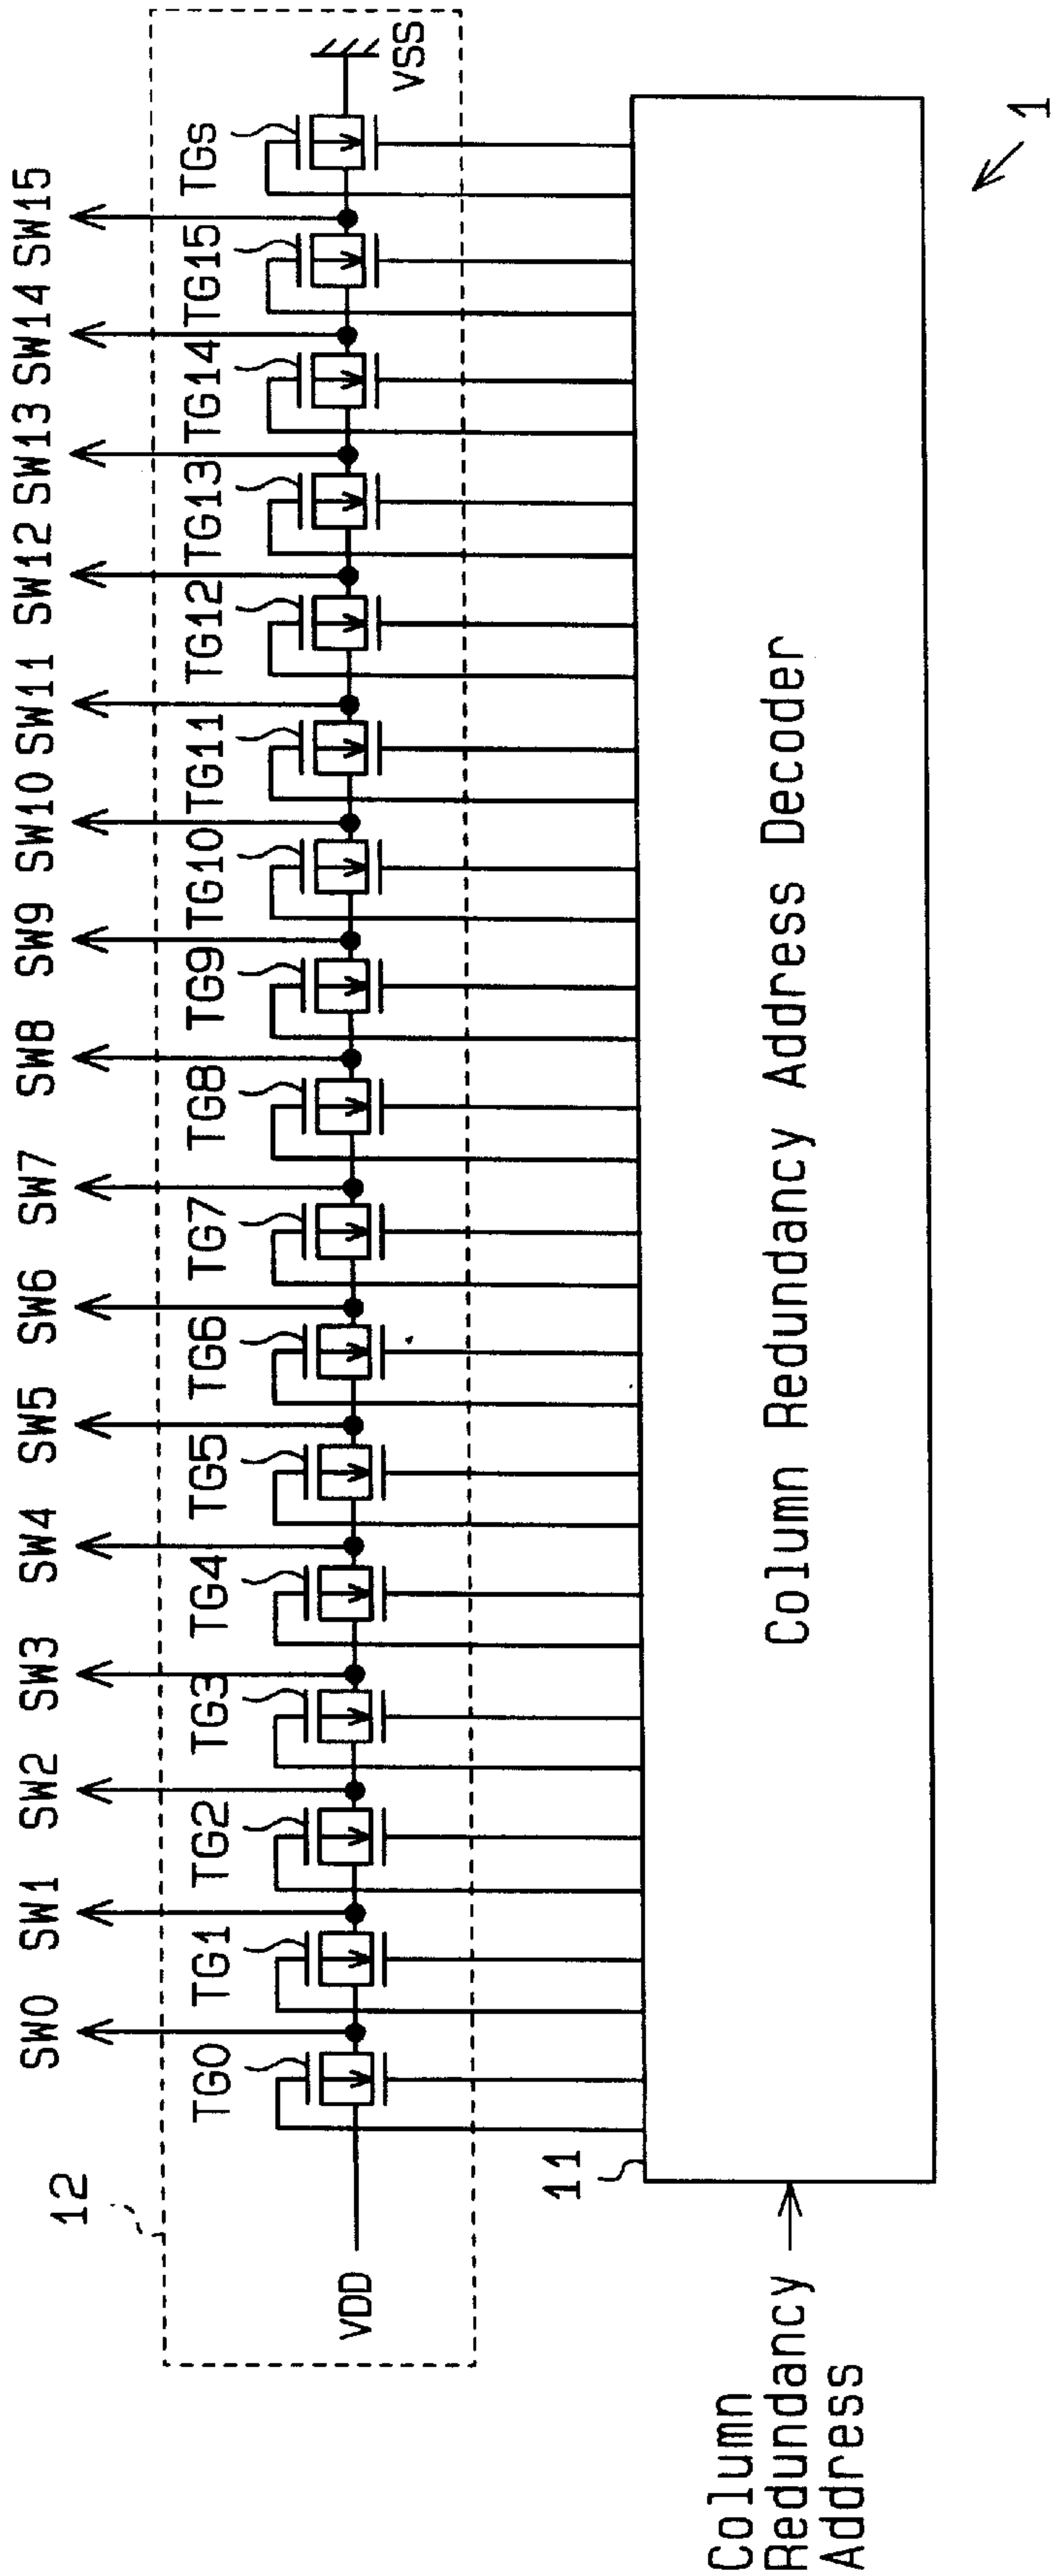 SW0 SW1 SW2 SW3 SW4 SW5 SW6 SW7 SW8 SW9 SW10 SW11 SW12 SW13 SW14 SW15
12
TG0 TG1 TG2 TG3 TG4 TG5 TG6 TG7 TG8 TG9 TG10 TG11 TG12 TG13 TG14 TG15 TGs
VDD
VSS
11
Column
Redundancy
Address
Column Redundancy Address Decoder
1